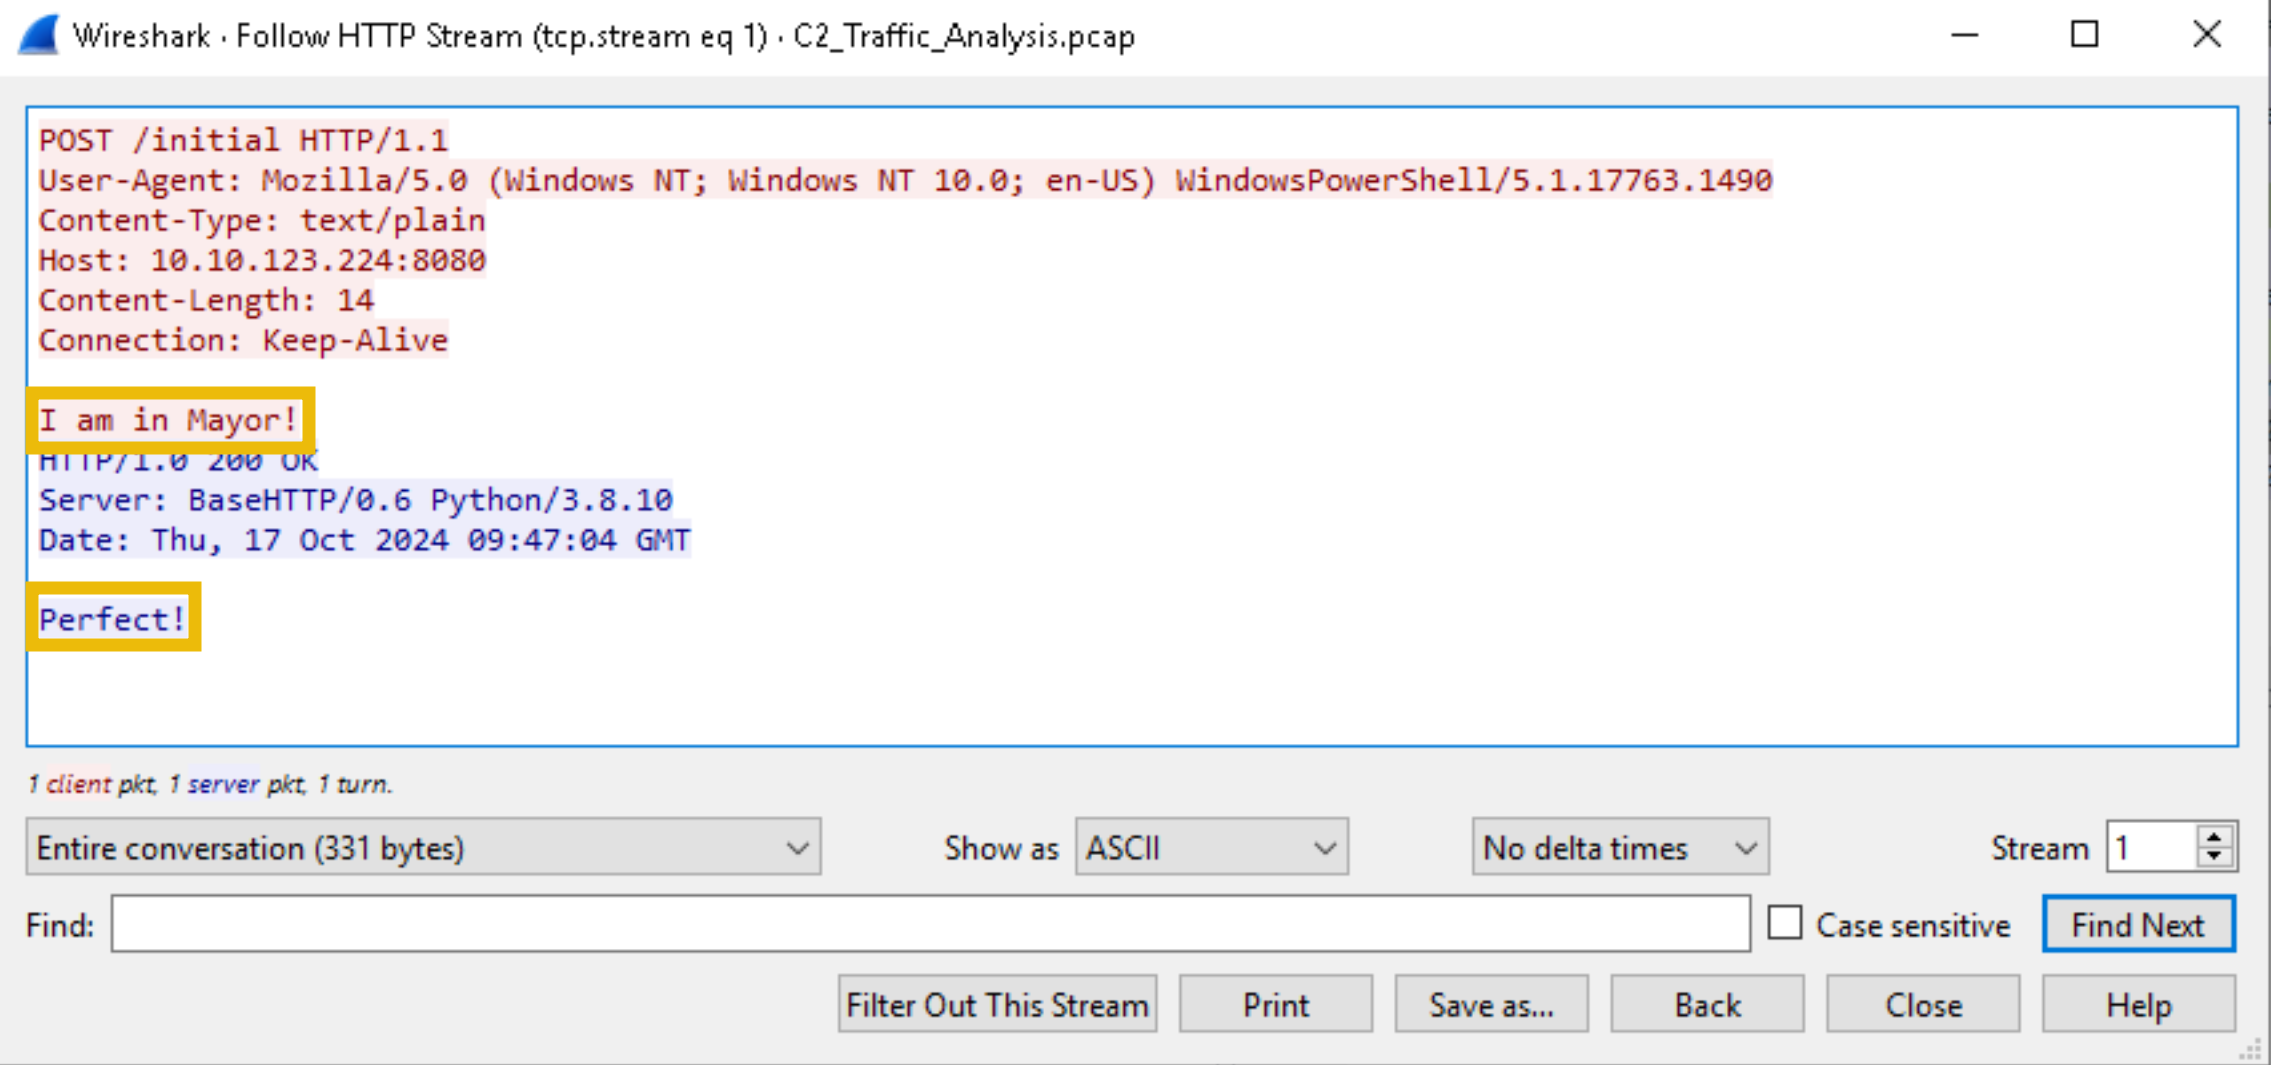 Wireshark · Follow HTTP Stream (tcp.stream eq 1) · C2_Traffic_Analysis.pcap
POST /initial HTTP/1.1
User-Agent: Mozilla/5.0 (Windows NT; Windows NT 10.0; en-US) WindowsPowerShell/5.1.17763.1490
Content-Type: text/plain
Host: 10.10.123.224:8080
Content-Length: 14
Connection: Keep-Alive
I am in Mayor!
HTTP/1.0 200 OK
Server: BaseHTTP/0.6 Python/3.8.10
Date: Thu, 17 Oct 2024 09:47:04 GMT
Perfect!
1 client pkt, 1 server pkt, 1 turn.
Entire conversation (331 bytes) Show as ASCII No delta times Stream 1
Find: Case sensitive Find Next
Filter Out This Stream Print Save as... Back Close Help